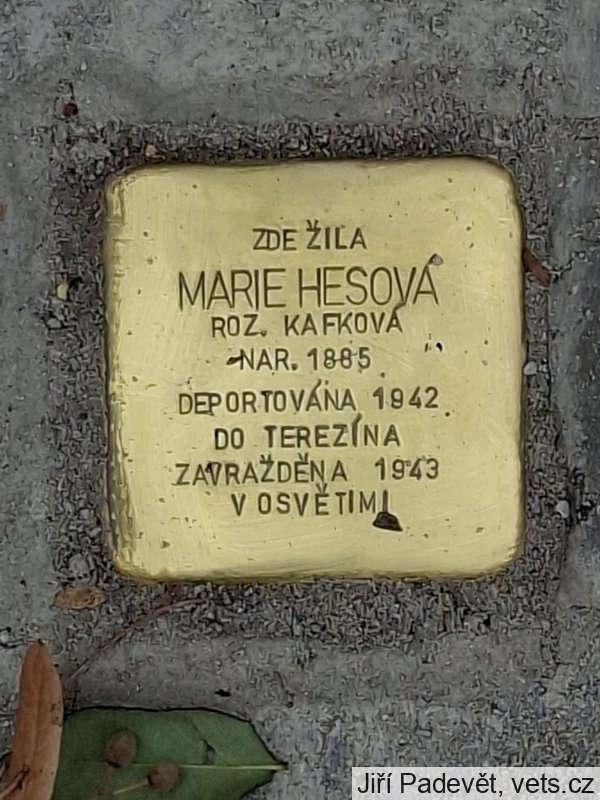 ZDE ŽILA
MARIE HESOVÁ
ROZ. KAFKOVÁ
NAR. 1885
DEPORTOVÁNA 1942
DO TEREZÍNA
ZAVRAŽDĚNA 1943
V OSVĚTIMI
Jiří Padevět, vets.cz